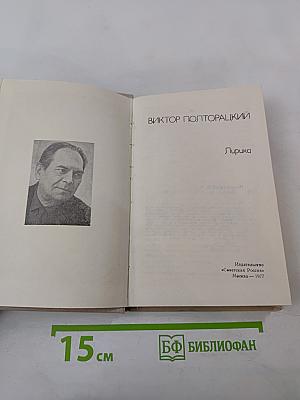 ВИКТОР ПОЛТОРАЦКИЙ
Лирика
Издательство
«Советская Россия»
Москва — 1977
15 см
БФ БИБЛИОФАН